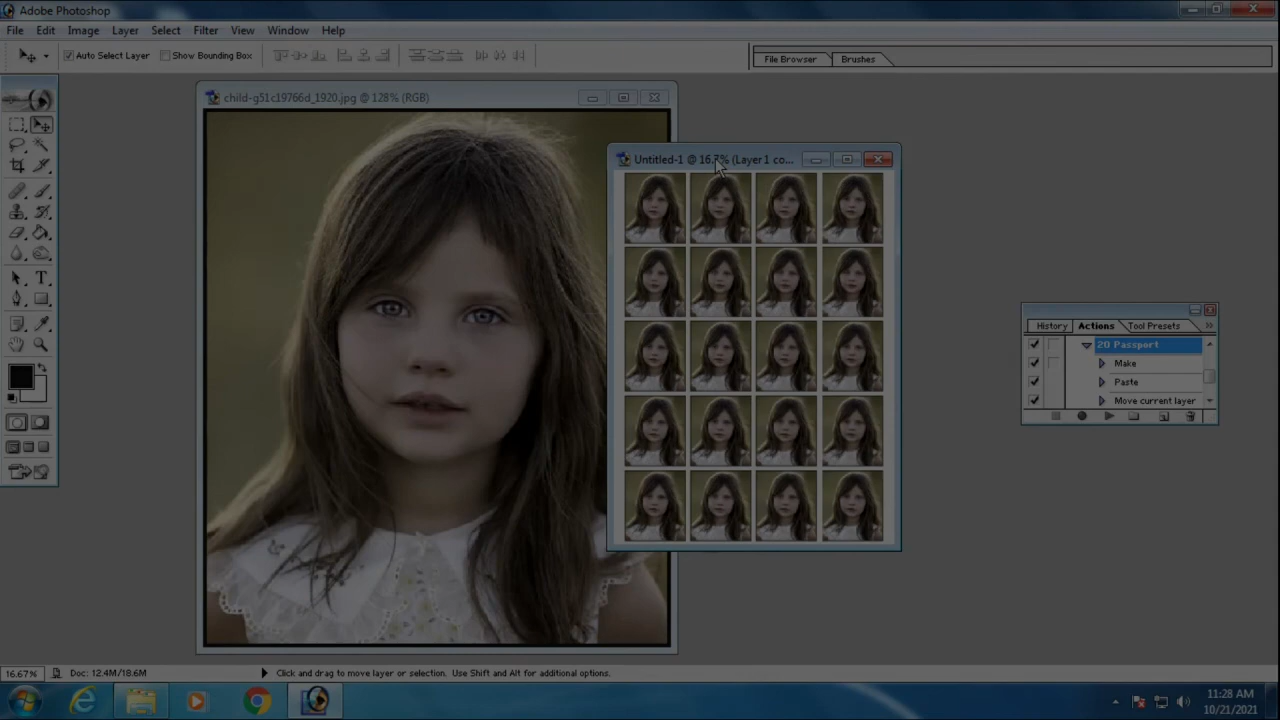 Adobe Photoshop
File Edit Image Layer Select Filter View Window Help
Auto Select Layer Show Bounding Box
File Browser Brushes
child-g51c19766d_1920.jpg @ 128% (RGB)
Untitled-1 @ 16.7% (Layer 1 co...
History Actions Tool Presets
20 Passport
Make
Paste
Move current layer
16.67% Doc: 12.4M/18.6M Click and drag to move layer or selection. Use Shift and Alt for additional options.
11:28 AM
10/21/2021